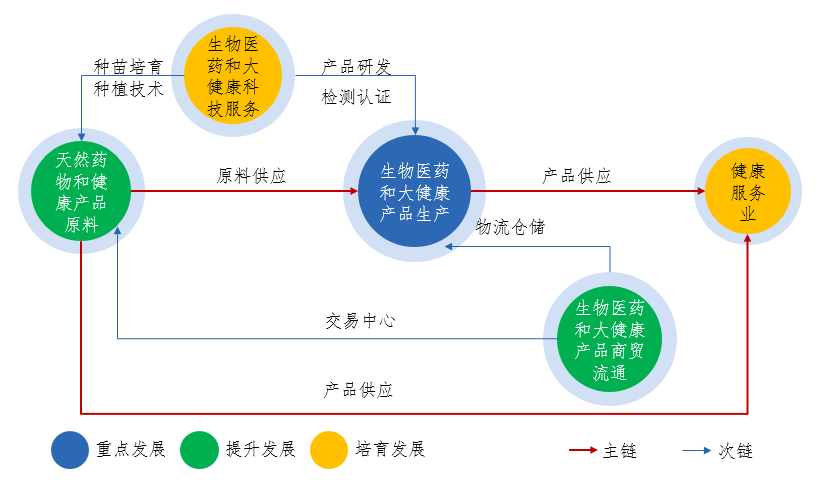 生物医
药和大
健康科
技服务
种苗培育
种植技术
产品研发
检测认证
天然药
物和健
康产品
原料
原料供应
生物医药
和大健康
产品生产
产品供应
健康
服务
业
物流仓储
生物医药
和大健康
产品商贸
流通
交易中心
产品供应
重点发展
提升发展
培育发展
主链
次链